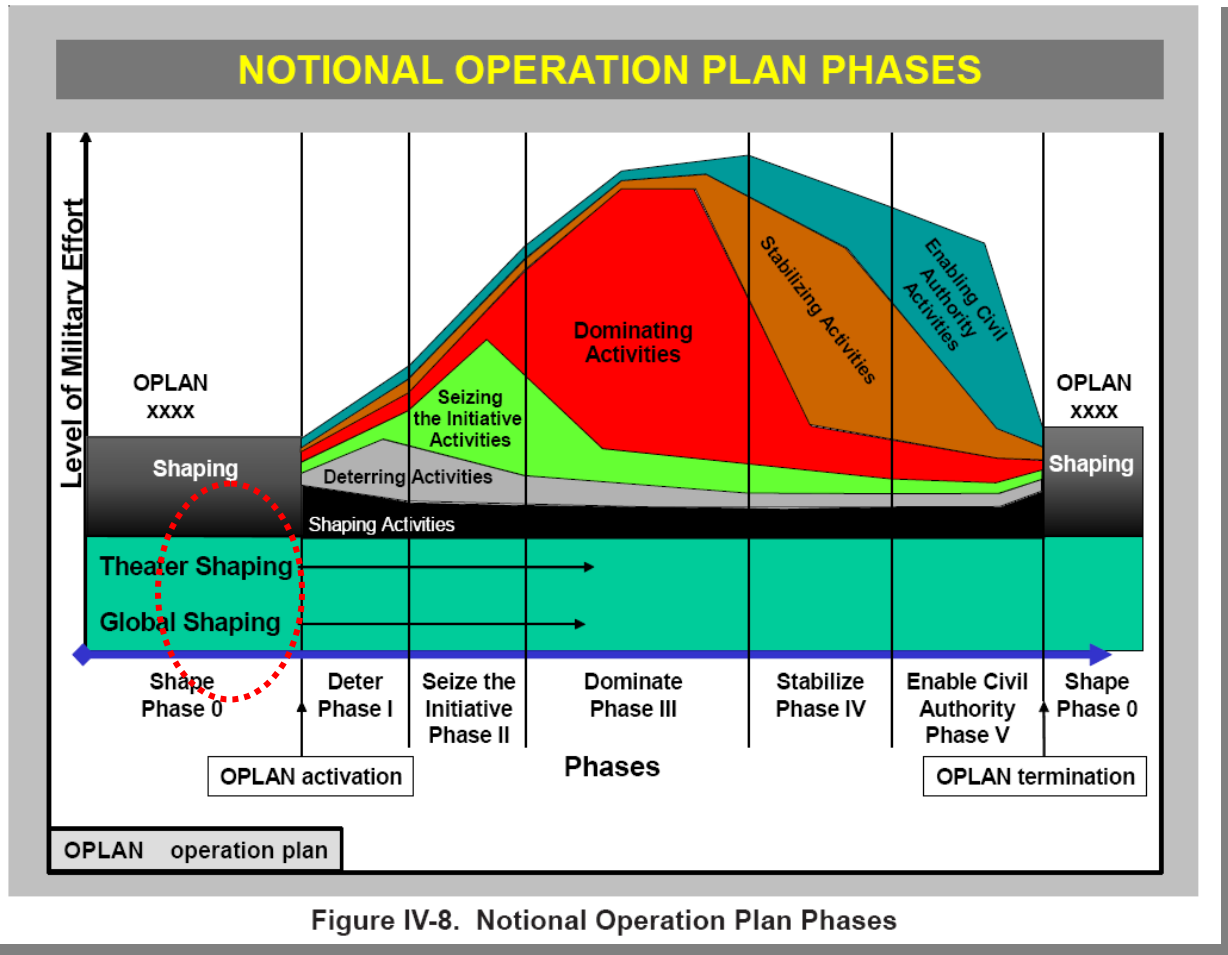 NOTIONAL OPERATION PLAN PHASES
Level of Military Effort
OPLAN
xxxx
Shaping
Theater Shaping
Global Shaping
Shaping Activities
Deterring Activities
Seizing
the Initiative
Activities
Dominating
Activities
Stabilizing Activities
Enabling Civil
Authority
Activities
OPLAN
xxxx
Shaping
Shape
Phase 0
Deter
Phase I
Seize the
Initiative
Phase II
Dominate
Phase III
Stabilize
Phase IV
Enable Civil
Authority
Phase V
Shape
Phase 0
OPLAN activation
Phases
OPLAN termination
OPLAN operation plan
Figure IV-8. Notional Operation Plan Phases